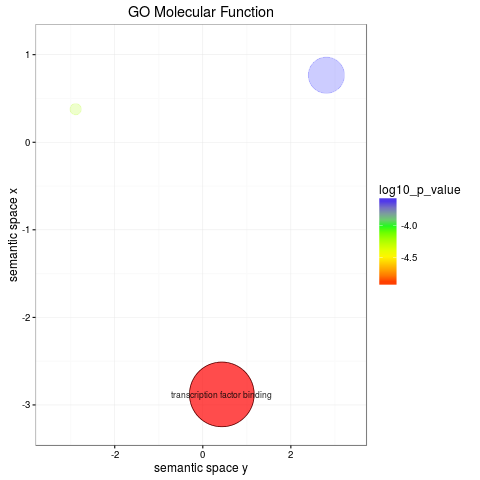 GO Molecular Function
1
0
-1
-2
-3
semantic space x
transcription factor binding
-2
0
2
semantic space y
log10_p_value
-4.0
-4.5